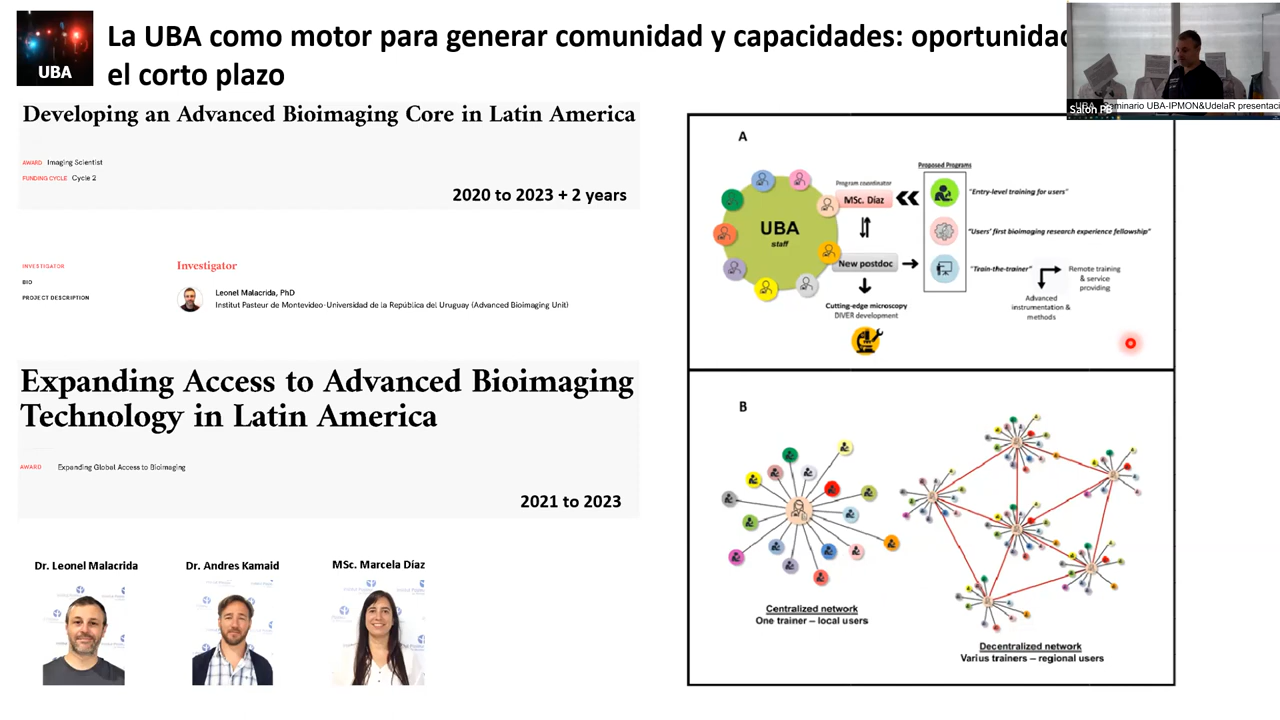 UBA
La UBA como motor para generar comunidad y capacidades:
el corto plazo
Developing an Advanced Bioimaging Core in Latin America
AWARD Imaging Scientist
FUNDING CYCLE Cycle 2
2020 to 2023 + 2 years
INVESTIGATOR
BIO
PROJECT DESCRIPTION
Investigator
Leonel Malacrida, PhD
Institut Pasteur de Montevideo-Universidad de la República del Uruguay (Advanced Bioimaging Unit)
Expanding Access to Advanced Bioimaging
Technology in Latin America
AWARD Expanding Global Access to Bioimaging
2021 to 2023
Dr. Leonel Malacrida
Dr. Andres Kamaid
MSc. Marcela Díaz
Salon PB
UBA-IPMON&UdelaR
A
UBA
staff
Program coordinator
MSc. Díaz
New postdoc
Cutting-edge microscopy
DIVER development
Proposed Programs
"Entry-level training for users"
"Users' first bioimaging research experience fellowship"
"Train-the-trainer"
Remote training
& service
providing
Advanced
instrumentation &
methods
B
Centralized network
One trainer – local users
Decentralized network
Varius trainers – regional users